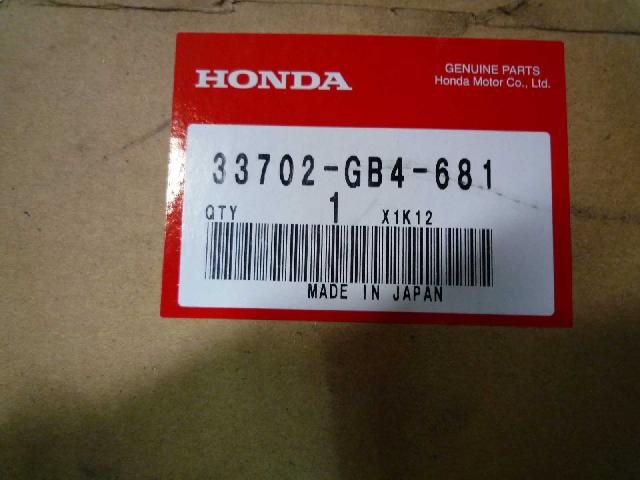 HONDA
GENUINE PARTS
Honda Motor Co., Ltd.
33702-GB4-681
QTY 1 X1K12
MADE IN JAPAN